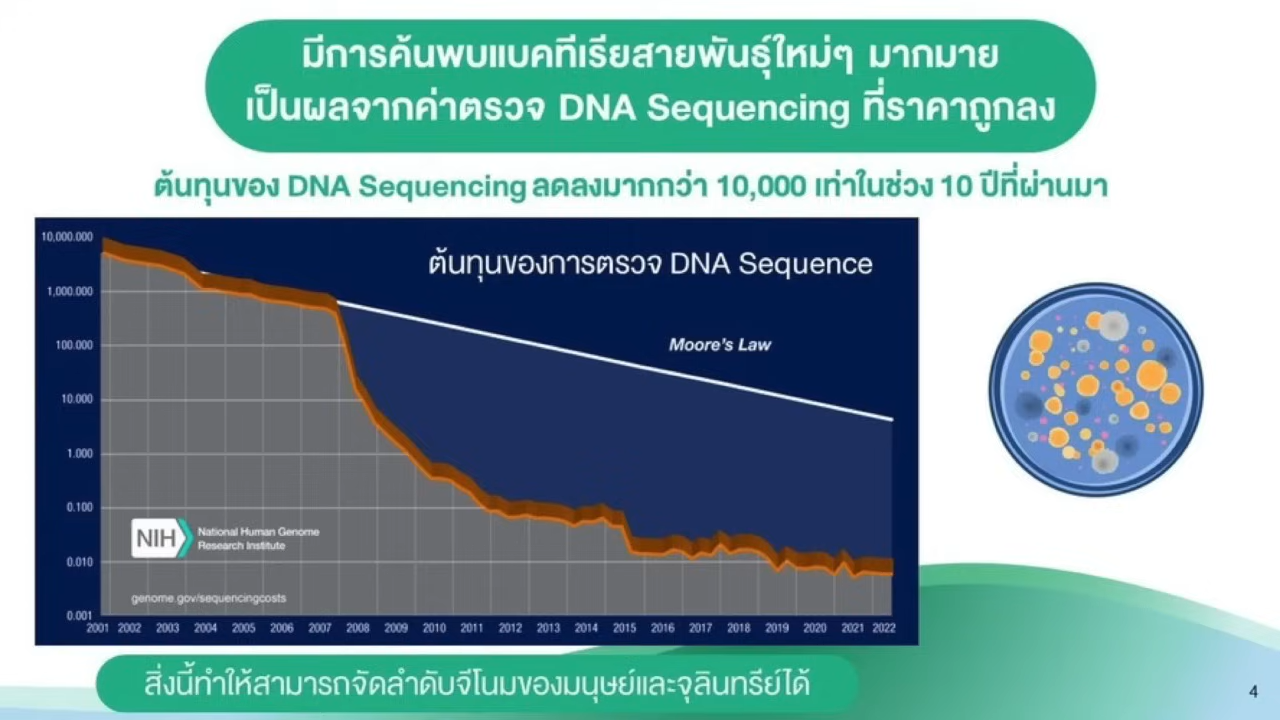 มีการค้นพบแบคทีเรียสายพันธุ์ใหม่ๆ มากมาย
เป็นผลจากค่าตรวจ DNA Sequencing ที่ราคาถูกลง
ต้นทุนของ DNA Sequencing ลดลงมากกว่า 10,000 เท่าในช่วง 10 ปีที่ผ่านมา
ต้นทุนของการตรวจ DNA Sequence
10,000.000
1,000.000
100.000
10.000
1.000
0.100
0.010
0.001
Moore's Law
NIH
National Human Genome
Research Institute
genome.gov/sequencingcosts
2001 2002 2003 2004 2005 2006 2007 2008 2009 2010 2011 2012 2013 2014 2015 2016 2017 2018 2019 2020 2021 2022
สิ่งนี้ทำให้สามารถจัดลำดับจีโนมของมนุษย์และจุลินทรีย์ได้
4